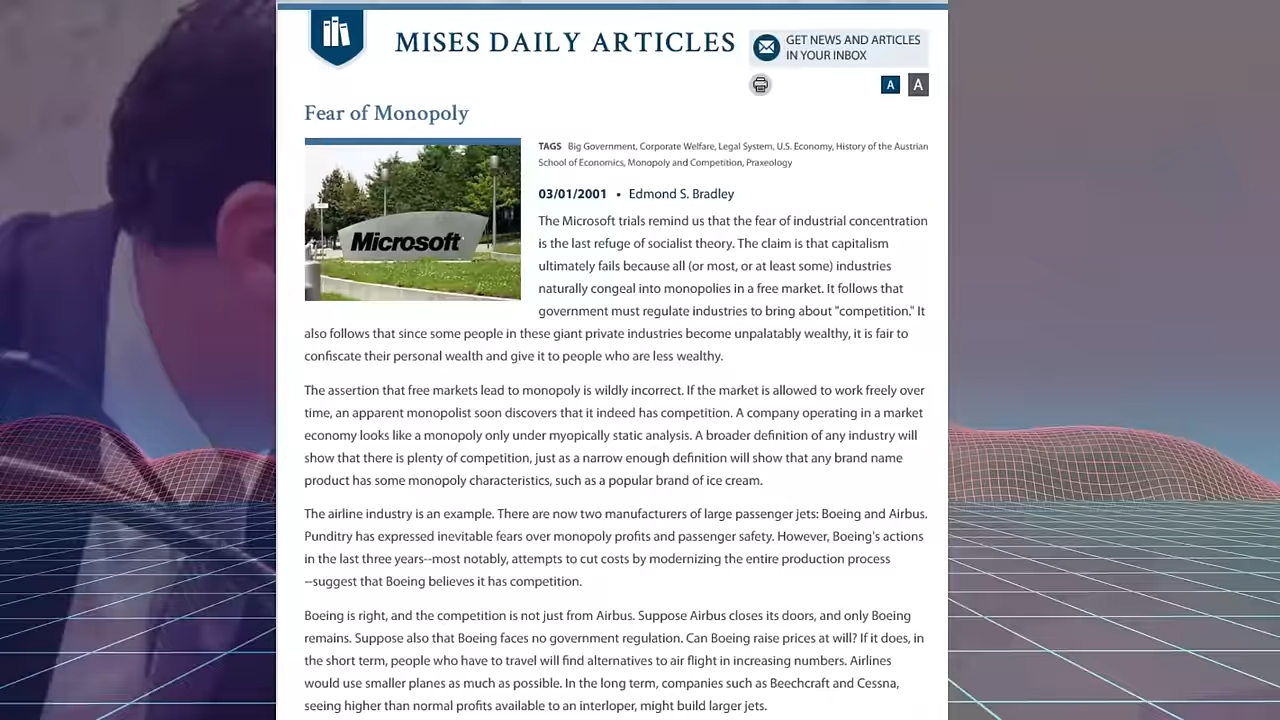 MISES DAILY ARTICLES
GET NEWS AND ARTICLES
IN YOUR INBOX
A
A
Fear of Monopoly
Microsoft
TAGS Big Government, Corporate Welfare, Legal System, U.S. Economy, History of the Austrian
School of Economics, Monopoly and Competition, Praxeology
03/01/2001 • Edmond S. Bradley
The Microsoft trials remind us that the fear of industrial concentration
is the last refuge of socialist theory. The claim is that capitalism
ultimately fails because all (or most, or at least some) industries
naturally congeal into monopolies in a free market. It follows that
government must regulate industries to bring about "competition." It
also follows that since some people in these giant private industries become unpalatably wealthy, it is fair to
confiscate their personal wealth and give it to people who are less wealthy.
The assertion that free markets lead to monopoly is wildly incorrect. If the market is allowed to work freely over
time, an apparent monopolist soon discovers that it indeed has competition. A company operating in a market
economy looks like a monopoly only under myopically static analysis. A broader definition of any industry will
show that there is plenty of competition, just as a narrow enough definition will show that any brand name
product has some monopoly characteristics, such as a popular brand of ice cream.
The airline industry is an example. There are now two manufacturers of large passenger jets: Boeing and Airbus.
Punditry has expressed inevitable fears over monopoly profits and passenger safety. However, Boeing's actions
in the last three years--most notably, attempts to cut costs by modernizing the entire production process
--suggest that Boeing believes it has competition.
Boeing is right, and the competition is not just from Airbus. Suppose Airbus closes its doors, and only Boeing
remains. Suppose also that Boeing faces no government regulation. Can Boeing raise prices at will? If it does, in
the short term, people who have to travel will find alternatives to air flight in increasing numbers. Airlines
would use smaller planes as much as possible. In the long term, companies such as Beechcraft and Cessna,
seeing higher than normal profits available to an interloper, might build larger jets.